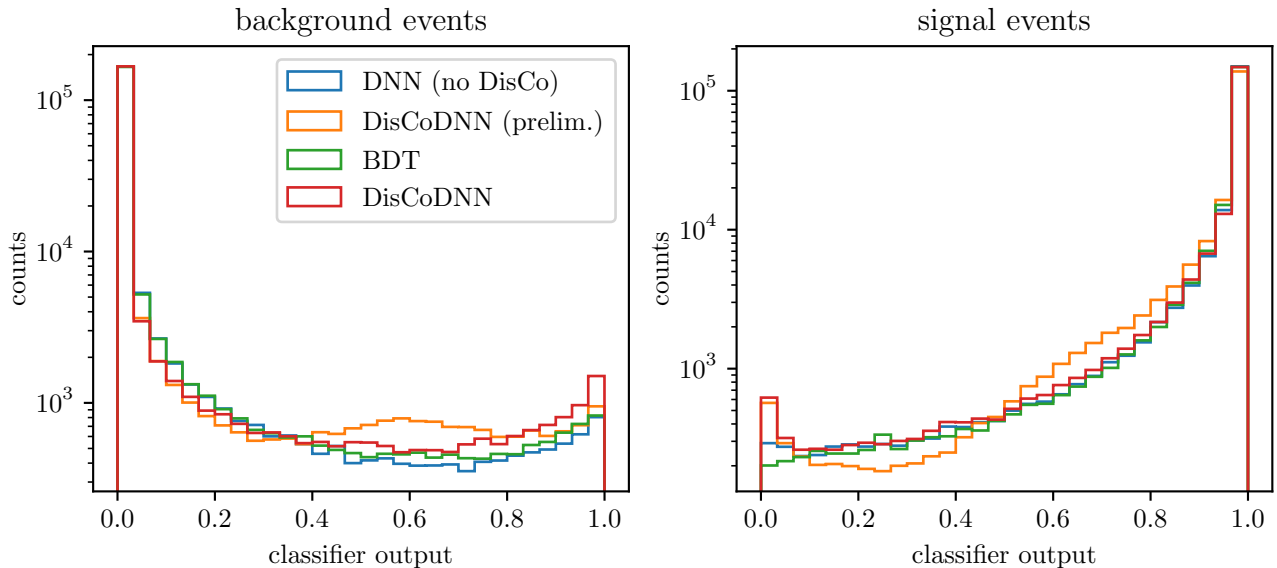 background events
counts
10^5
10^4
10^3
DNN (no DisCo)
DisCoDNN (prelim.)
BDT
DisCoDNN
0.0 0.2 0.4 0.6 0.8 1.0
classifier output
signal events
counts
10^5
10^4
10^3
0.0 0.2 0.4 0.6 0.8 1.0
classifier output